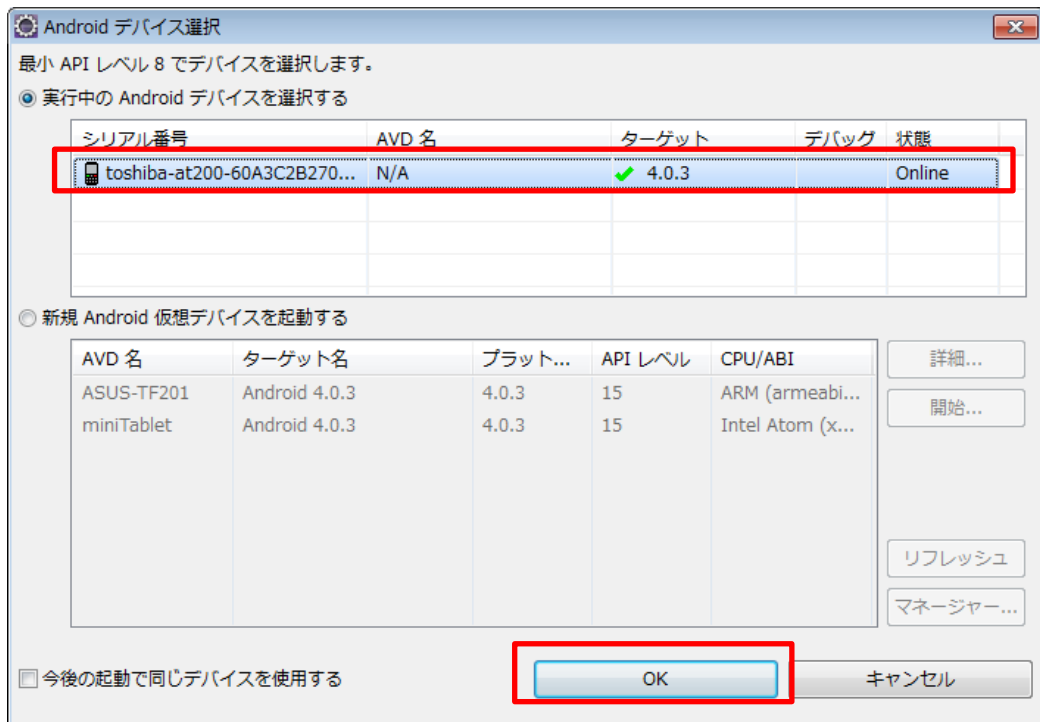 Android デバイス選択
最小 API レベル 8 でデバイスを選択します。
実行中の Android デバイスを選択する
シリアル番号 AVD 名 ターゲット デバッグ 状態
toshiba-at200-60A3C2B270... N/A 4.0.3 Online
新規 Android 仮想デバイスを起動する
AVD 名 ターゲット名 プラット... API レベル CPU/ABI 詳細...
ASUS-TF201 Android 4.0.3 4.0.3 15 ARM (armeabi...
開始...
miniTablet Android 4.0.3 4.0.3 15 Intel Atom (x...
リフレッシュ
マネージャー...
今後の起動で同じデバイスを使用する OK キャンセル